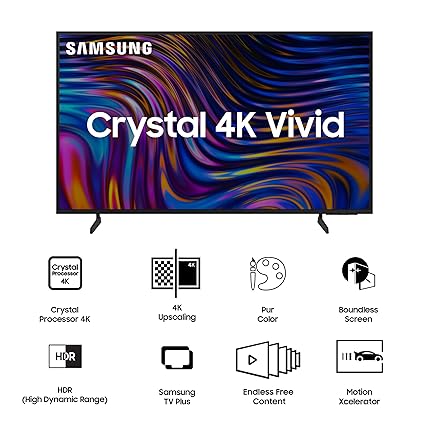 SAMSUNG
Crystal 4K Vivid
Crystal
Processor
4K
4K
HDR
Crystal
Processor 4K
4K
Upscaling
Pur
Color
Boundless
Screen
HDR
(High Dynamic Range)
Samsung
TV Plus
Endless Free
Content
Motion
Xcelerator